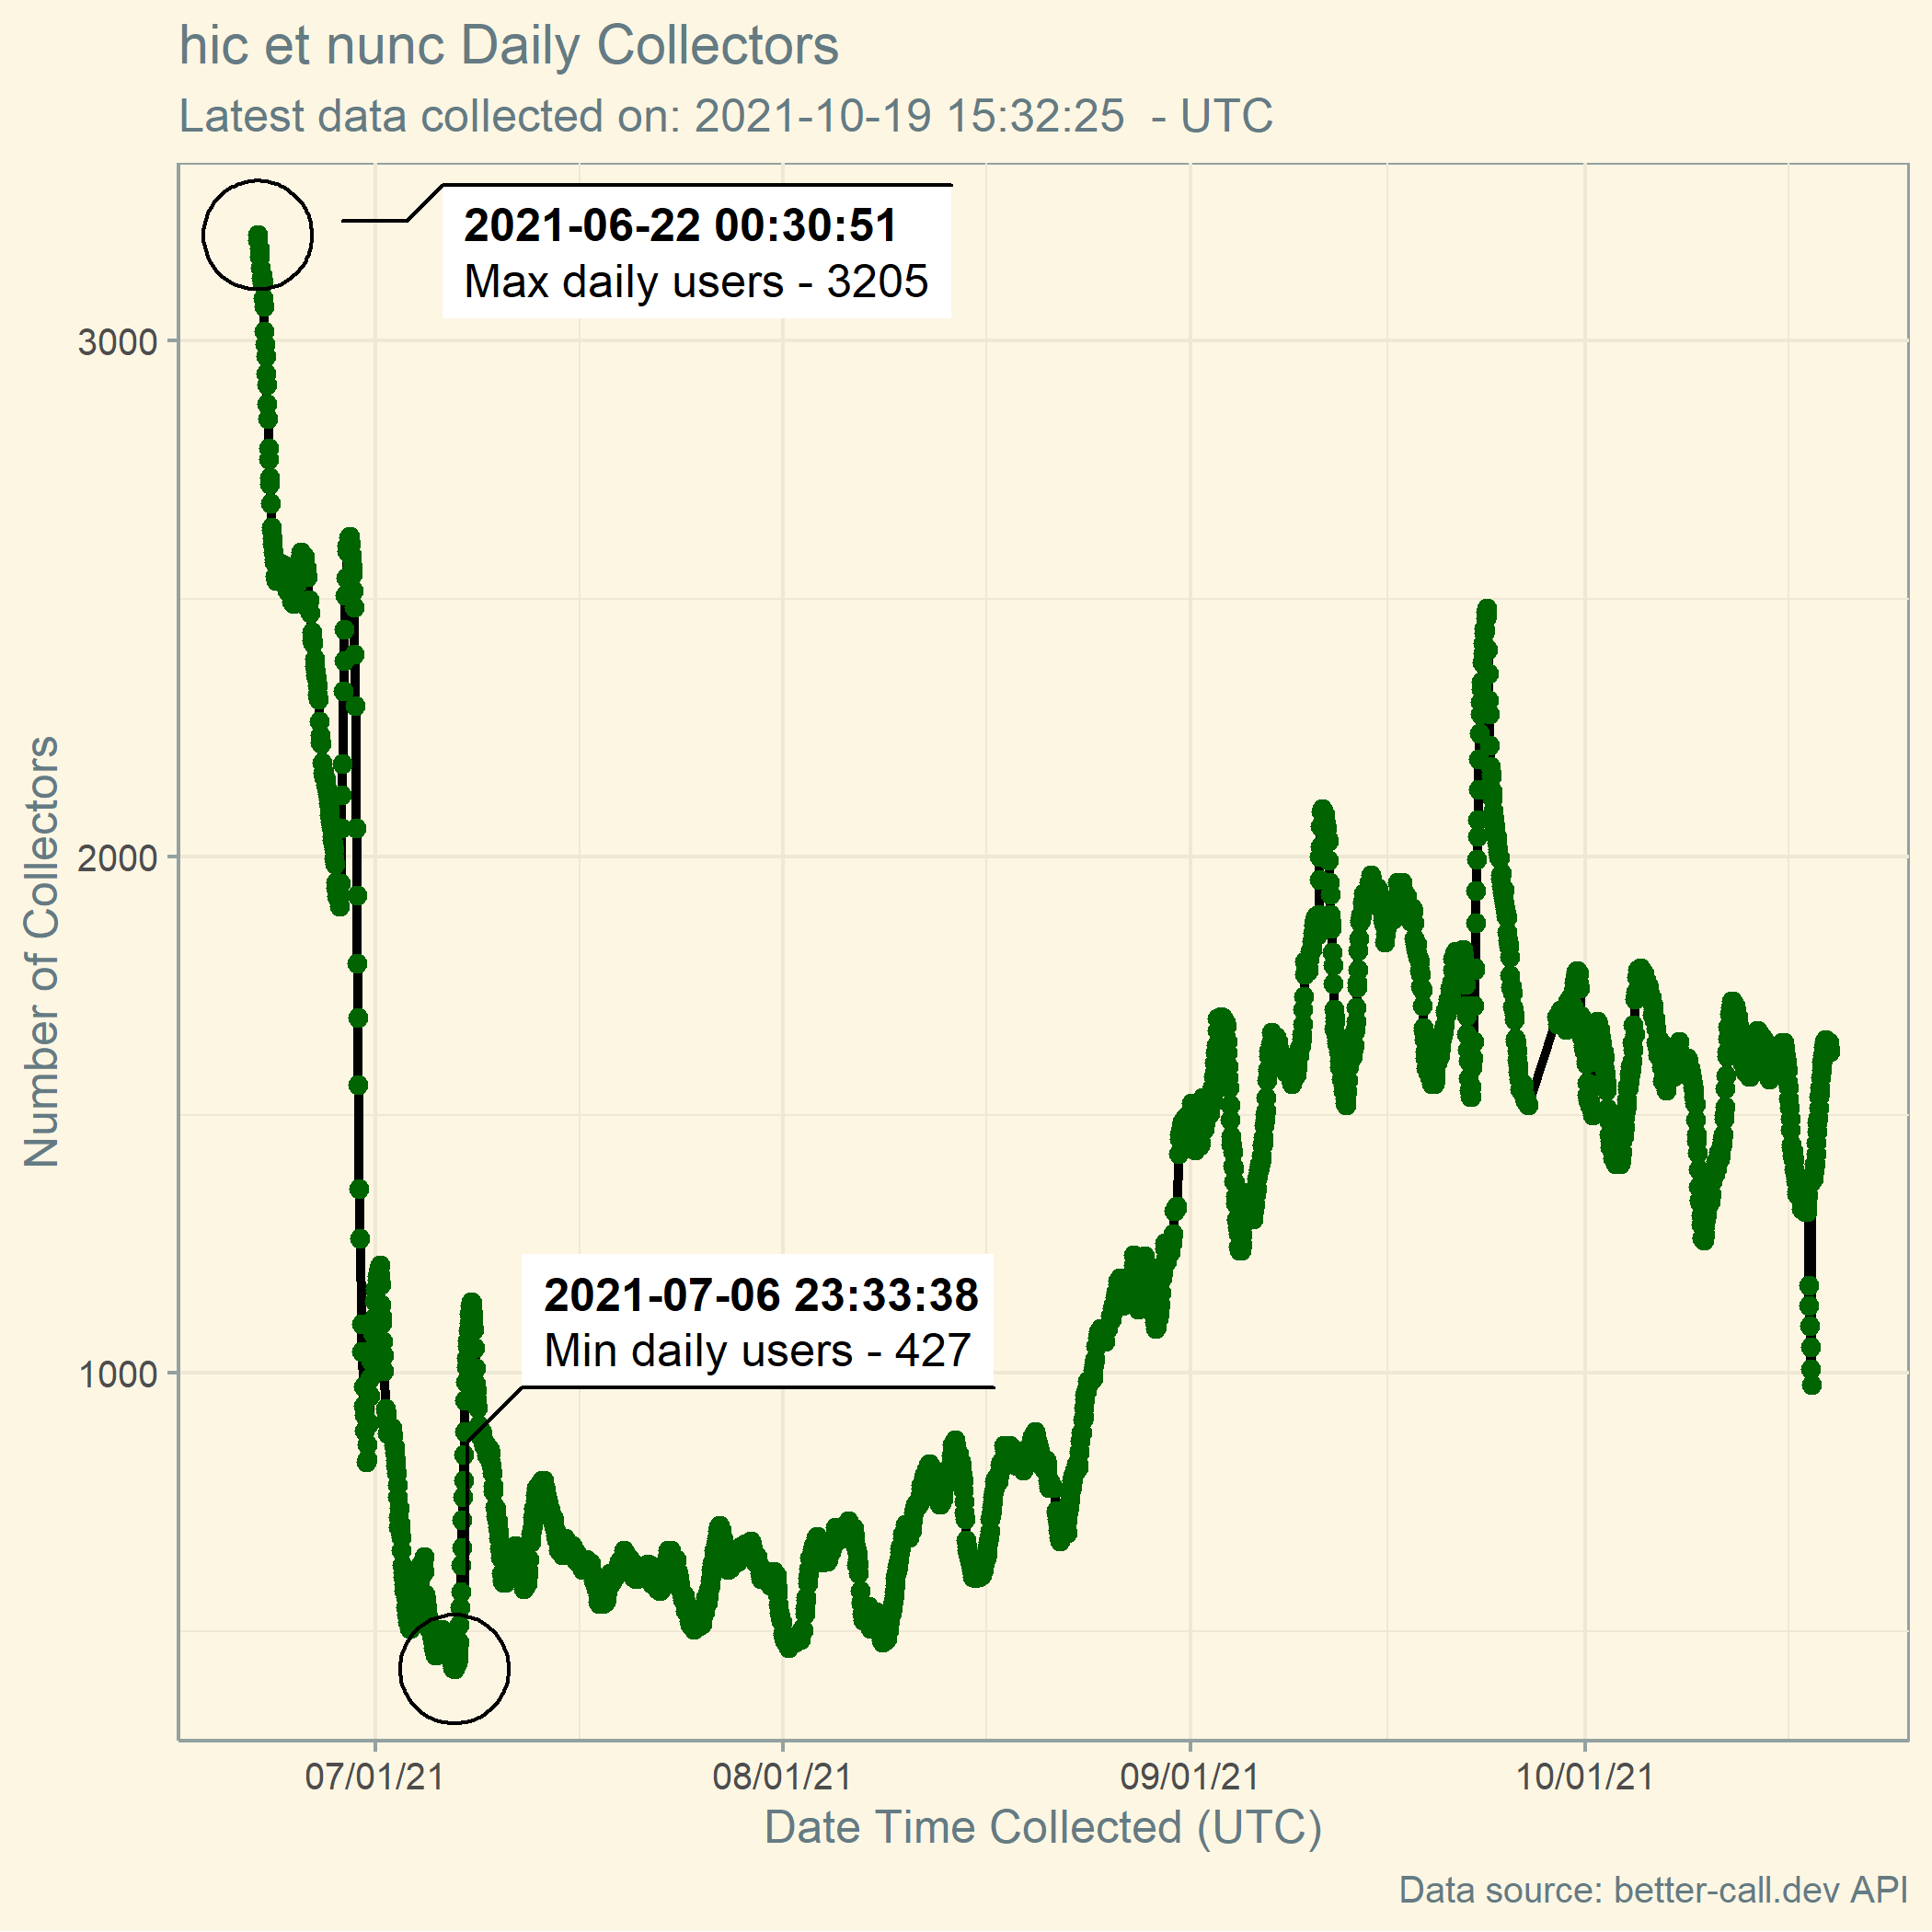 hic et nunc Daily Collectors
Latest data collected on: 2021-10-19 15:32:25  - UTC
2021-06-22 00:30:51
Max daily users - 3205
3000
2000
1000
Number of Collectors
2021-07-06 23:33:38
Min daily users - 427
07/01/21
08/01/21
09/01/21
10/01/21
Date Time Collected (UTC)
Data source: better-call.dev API